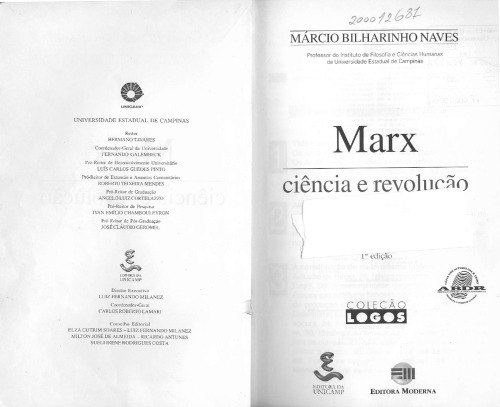 UNICAMP
UNIVERSIDADE ESTADUAL DE CAMPINAS
Reitor
HERMANO TAVARES
Coordenador-Geral da Universidade
FERNANDO GALEMBECK
Pró-Reitor de Desenvolvimento Universitário
LUÍS CARLOS GUEDES PINTO
Pró-Reitor de Extensão e Assuntos Comunitários
ROBERTO TEIXEIRA MENDES
Pró-Reitor de Graduação
ANGELO LUIZ CORTELAZZO
Pró-Reitor de Pesquisa
IVAN EMÍLIO CHAMBOULEYRON
Pró-Reitor de Pós-Graduação
JOSÉ CLÁUDIO GEROMEL
EDITORA DA
UNICAMP
Diretor Executivo
LUIZ FERNANDO MILANEZ
Coordenador-Geral
CARLOS ROBERTO LAMARI
Conselho Editorial
ELZA COTRIM SOARES – LUIZ FERNANDO MILANEZ
MILTON JOSÉ DE ALMEIDA – RICARDO ANTUNES
SUELI IRENE RODRIGUES COSTA
200012681
MÁRCIO BILHARINHO NAVES
Professor do Instituto de Filosofia e Ciências Humanas
da Universidade Estadual de Campinas
Marx
ciência e revolução
1ª edição
ABDR
COLEÇÃO
LOGOS
EDITORA DA
UNICAMP
EDITORA MODERNA